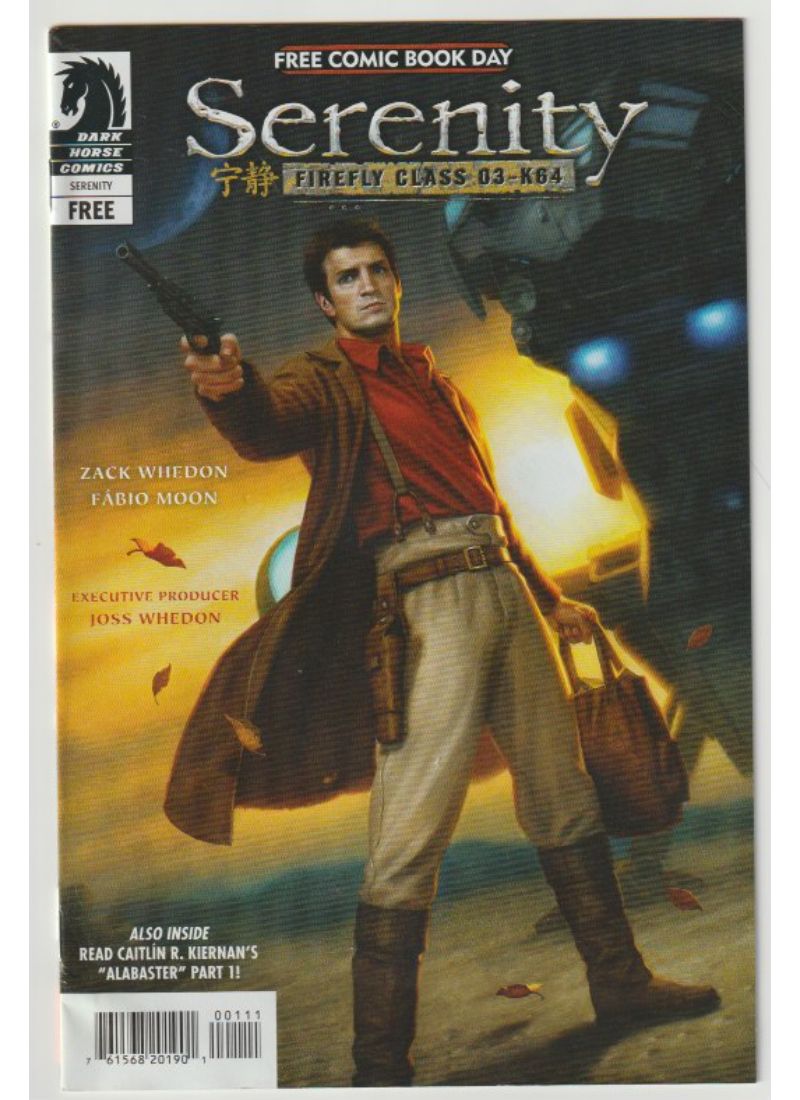 FREE COMIC BOOK DAY
Serenity
宁静 FIREFLY CLASS 03-K64
DARK
HORSE
COMICS
SERENITY
FREE
ZACK WHEDON
FÁBIO MOON
EXECUTIVE PRODUCER
JOSS WHEDON
ALSO INSIDE
READ CAITLÍN R. KIERNAN'S
"ALABASTER" PART 1!
00111
7 61568 20190 1